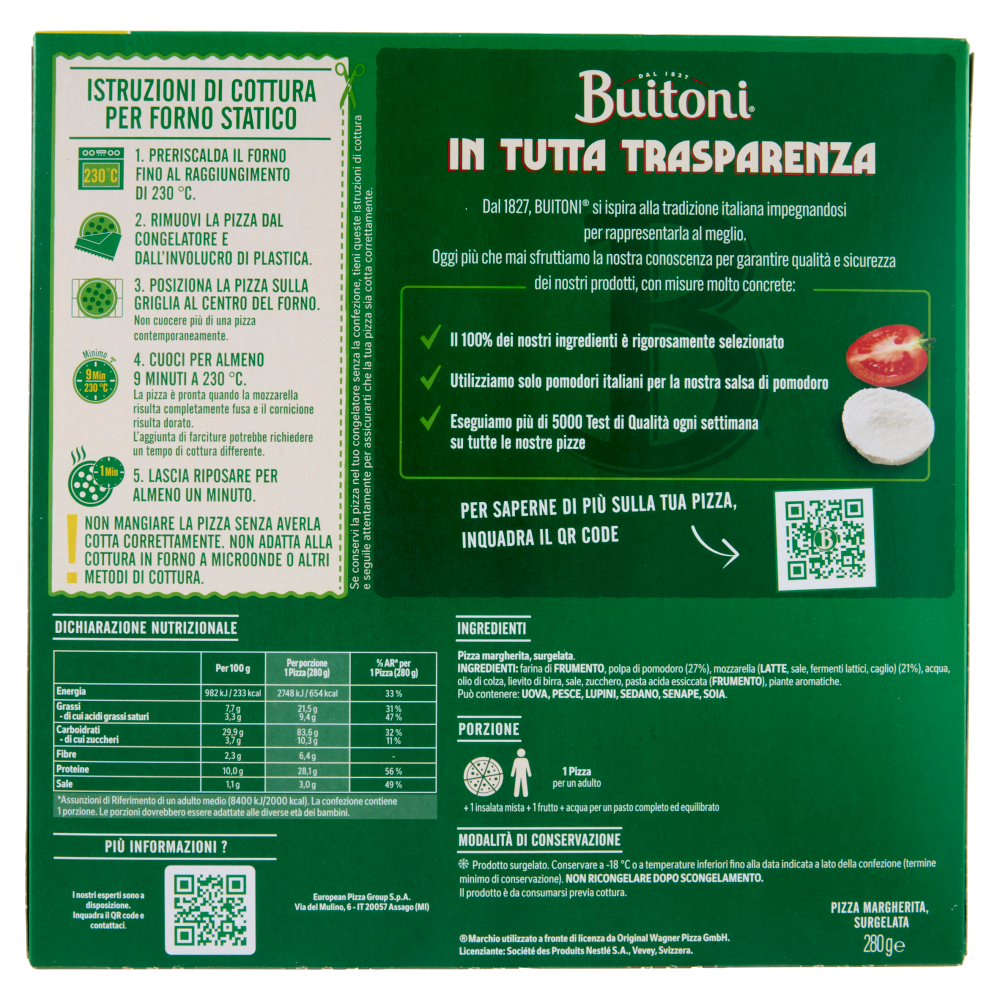 ISTRUZIONI DI COTTURA
PER FORNO STATICO
230°C
1. PRERISCALDA IL FORNO
FINO AL RAGGIUNGIMENTO
DI 230 °C.
2. RIMUOVI LA PIZZA DAL
CONGELATORE E
DALL'INVOLUCRO DI PLASTICA.
3. POSIZIONA LA PIZZA SULLA
GRIGLIA AL CENTRO DEL FORNO.
Non cuocere più di una pizza
contemporaneamente.
Minimo
9 Min
230 °C
4. CUOCI PER ALMENO
9 MINUTI A 230 °C.
La pizza è pronta quando la mozzarella
risulta completamente fusa e il cornicione
risulta dorato.
L'aggiunta di farciture potrebbe richiedere
un tempo di cottura differente.
1 Min
5. LASCIA RIPOSARE PER
ALMENO UN MINUTO.
! NON MANGIARE LA PIZZA SENZA AVERLA
COTTA CORRETTAMENTE. NON ADATTA ALLA
COTTURA IN FORNO A MICROONDE O ALTRI
METODI DI COTTURA.
Se conservi la pizza nel tuo congelatore senza la confezione, tieni queste istruzioni di cottura
e seguile attentamente per assicurarti che la tua pizza sia cotta correttamente.
DAL 1827
Buitoni®
IN TUTTA TRASPARENZA
Dal 1827, BUITONI® si ispira alla tradizione italiana impegnandosi
per rappresentarla al meglio.
Oggi più che mai sfruttiamo la nostra conoscenza per garantire qualità e sicurezza
dei nostri prodotti, con misure molto concrete:
Il 100% dei nostri ingredienti è rigorosamente selezionato
Utilizziamo solo pomodori italiani per la nostra salsa di pomodoro
Eseguiamo più di 5000 Test di Qualità ogni settimana
su tutte le nostre pizze
PER SAPERNE DI PIÙ SULLA TUA PIZZA,
INQUADRA IL QR CODE
B
DICHIARAZIONE NUTRIZIONALE
Per 100 g Per porzione 1 Pizza (280 g) % AR* per 1 Pizza (280 g)
Energia 982 kJ / 233 kcal 2748 kJ / 654 kcal 33 %
Grassi 7,7 g 21,5 g 31 %
- di cui acidi grassi saturi 3,3 g 9,4 g 47 %
Carboidrati 29,9 g 83,6 g 32 %
- di cui zuccheri 3,7 g 10,3 g 11 %
Fibre 2,3 g 6,4 g -
Proteine 10,0 g 28,1 g 56 %
Sale 1,1 g 3,0 g 49 %
*Assunzioni di Riferimento di un adulto medio (8400 kJ/2000 kcal). La confezione contiene
1 porzione. Le porzioni dovrebbero essere adattate alle diverse età dei bambini.
INGREDIENTI
Pizza margherita, surgelata.
INGREDIENTI: farina di FRUMENTO, polpa di pomodoro (27%), mozzarella (LATTE, sale, fermenti lattici, caglio) (21%), acqua,
olio di colza, lievito di birra, sale, zucchero, pasta acida essiccata (FRUMENTO), piante aromatiche.
Può contenere: UOVA, PESCE, LUPINI, SEDANO, SENAPE, SOIA.
PORZIONE
1 Pizza
per un adulto
+ 1 insalata mista + 1 frutto + acqua per un pasto completo ed equilibrato
MODALITÀ DI CONSERVAZIONE
Prodotto surgelato. Conservare a -18 °C o a temperature inferiori fino alla data indicata a lato della confezione (termine
minimo di conservazione). NON RICONGELARE DOPO SCONGELAMENTO.
Il prodotto è da consumarsi previa cottura.
PIÙ INFORMAZIONI ?
I nostri esperti sono a
disposizione.
Inquadra il QR code e
contattaci.
European Pizza Group S.p.A.
Via del Mulino, 6 - IT 20057 Assago (MI)
® Marchio utilizzato a fronte di licenza da Original Wagner Pizza GmbH.
Licenziante: Société des Produits Nestlé S.A., Vevey, Svizzera.
PIZZA MARGHERITA,
SURGELATA
280 g e